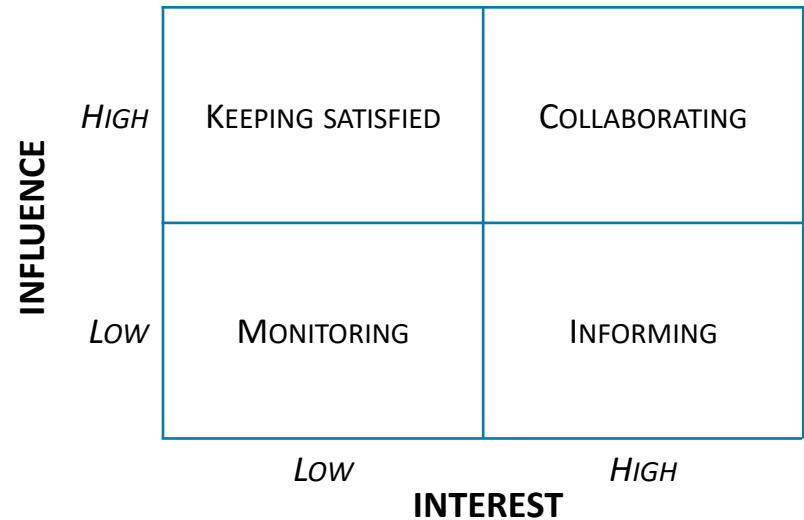 HIGH KEEPING SATISFIED COLLABORATING
INFLUENCE
LOW MONITORING INFORMING
LOW HIGH
INTEREST